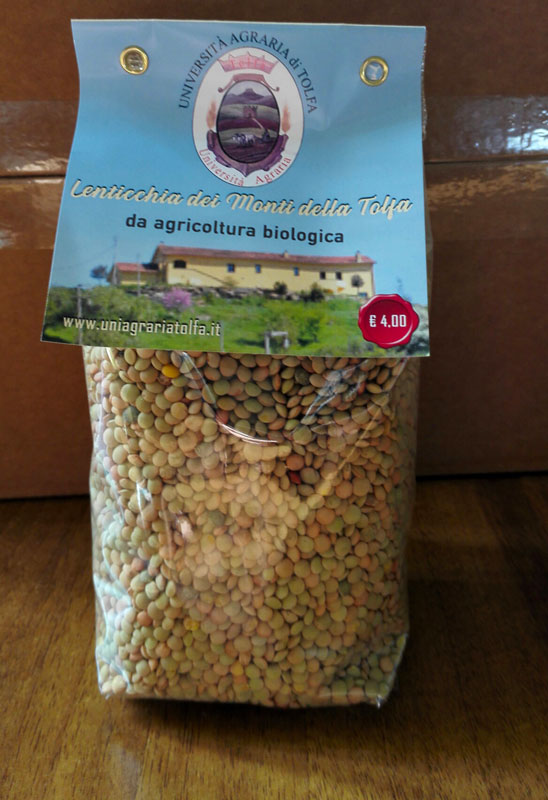 UNIVERSITÀ AGRARIA di TOLFA
Università Agraria
Lenticchia dei Monti della Tolfa
da agricoltura biologica
www.uniagrariatolfa.it
€ 4,00